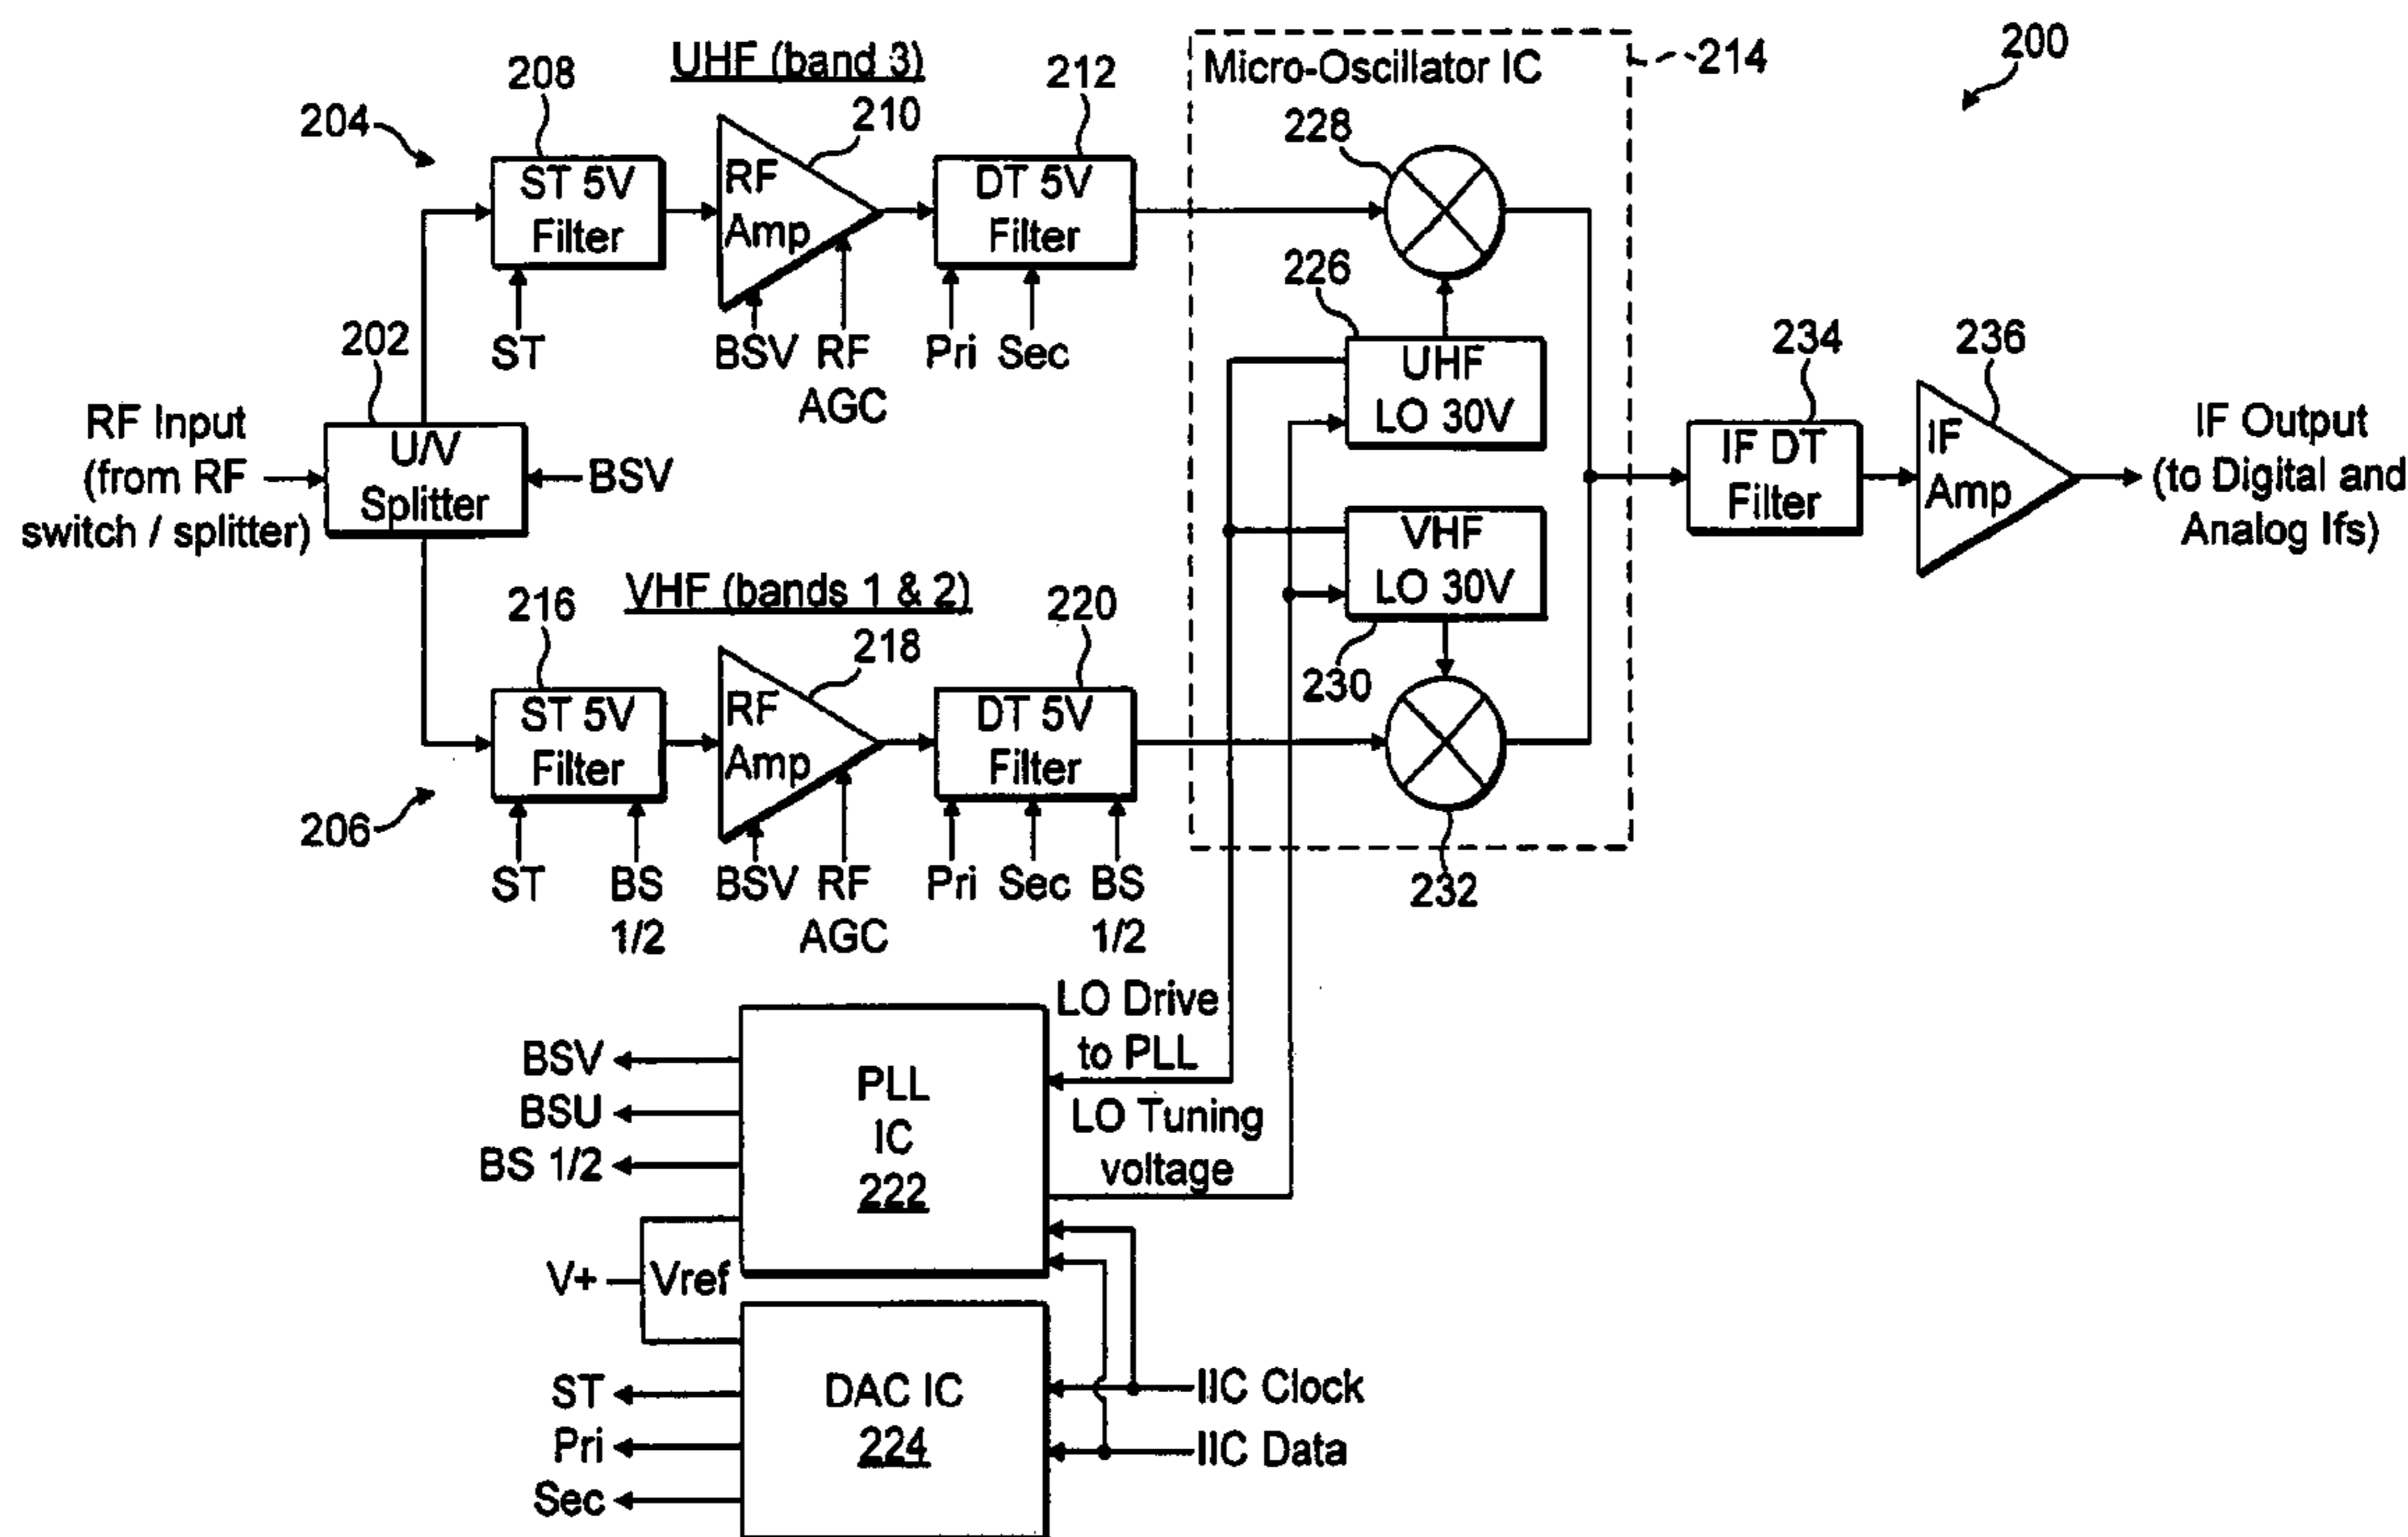 200
UHF (band 3)
208
210
212
Micro-Oscillator IC
214
204
ST 5V
Filter
RF
Amp
DT 5V
Filter
228
ST
BSV
RF
AGC
Pri
Sec
226
UHF
LO 30V
202
RF Input
(from RF
switch / splitter)
U/V
Splitter
BSV
234
236
IF DT
Filter
IF
Amp
IF Output
(to Digital and
Analog Ifs)
VHF
LO 30V
230
VHF (bands 1 & 2)
216
218
220
206
ST 5V
Filter
RF
Amp
DT 5V
Filter
232
ST
BS
1/2
BSV
RF
AGC
Pri
Sec
BS
1/2
LO Drive
to PLL
LO Tuning
voltage
BSV
BSU
BS 1/2
PLL
IC
222
V+
Vref
ST
Pri
Sec
DAC IC
224
IIC Clock
IIC Data